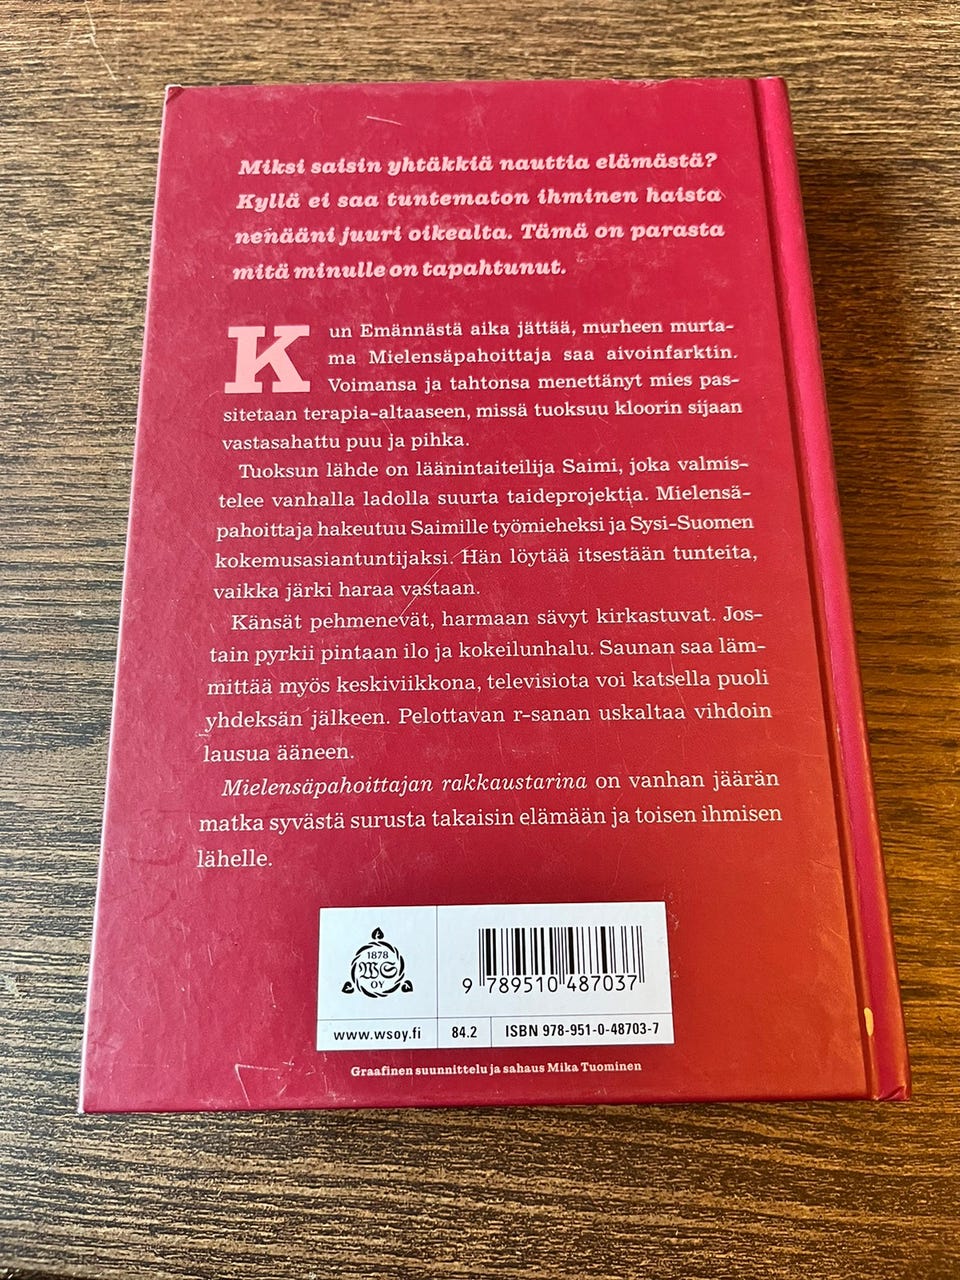 Miksi saisin yhtäkkiä nauttia elämästä?
Kyllä ei saa tuntematon ihminen haista
nenääni juuri oikealta. Tämä on parasta
mitä minulle on tapahtunut.
Kun Emännästä aika jättää, murheen murta-
ma Mielensäpahoittaja saa aivoinfarktin.
Voimansa ja tahtonsa menettänyt mies pas-
sitetaan terapia-altaaseen, missä tuoksuu kloorin sijaan
vastasahattu puu ja pihka.
Tuoksun lähde on läänintaiteilija Saimi, joka valmis-
telee vanhalla ladolla suurta taideprojektia. Mielensä-
pahoittaja hakeutuu Saimille työmieheksi ja Sysi-Suomen
kokemusasiantuntijaksi. Hän löytää itsestään tunteita,
vaikka järki haraa vastaan.
Känsät pehmenevät, harmaan sävyt kirkastuvat. Jos-
tain pyrkii pintaan ilo ja kokeilunhalu. Saunan saa läm-
mittää myös keskiviikkona, televisiota voi katsella puoli
yhdeksän jälkeen. Pelottavan r-sanan uskaltaa vihdoin
lausua ääneen.
Mielensäpahoittajan rakkaustarina on vanhan jäärän
matka syvästä surusta takaisin elämään ja toisen ihmisen
lähelle.
1878
WS
OY
9 789510 487037
www.wsoy.fi
84.2
ISBN 978-951-0-48703-7
Graafinen suunnittelu ja sahaus Mika Tuominen